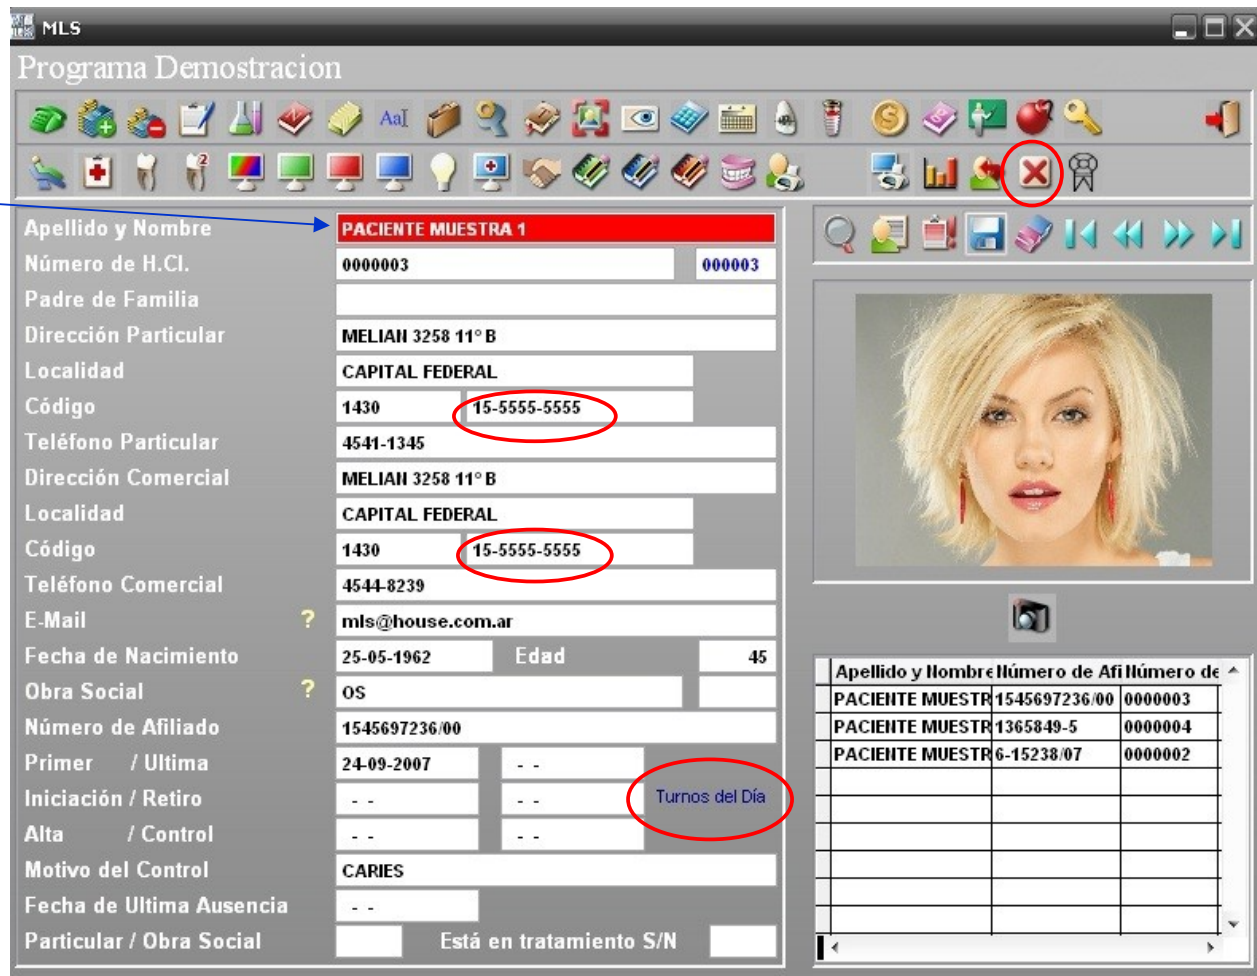 MLS
Programa Demostracion
AaI
2
Apellido y Nombre PACIENTE MUESTRA 1
Número de H.Cl. 0000003 000003
Padre de Familia
Dirección Particular MELIAN 3258 11° B
Localidad CAPITAL FEDERAL
Código 1430 15-5555-5555
Teléfono Particular 4541-1345
Dirección Comercial MELIAN 3258 11° B
Localidad CAPITAL FEDERAL
Código 1430 15-5555-5555
Teléfono Comercial 4544-8239
E-Mail ? mls@house.com.ar
Fecha de Nacimiento 25-05-1962 Edad 45
Obra Social ? OS
Número de Afiliado 1545697236/00
Primer / Ultima 24-09-2007 - -
Iniciación / Retiro - - - - Turnos del Día
Alta / Control - - - -
Motivo del Control CARIES
Fecha de Ultima Ausencia - -
Particular / Obra Social Está en tratamiento S/N
Apellido y Nombre Número de Afi Número de
PACIENTE MUESTR 1545697236/00 0000003
PACIENTE MUESTR 1365849-5 0000004
PACIENTE MUESTR 6-15238/07 0000002